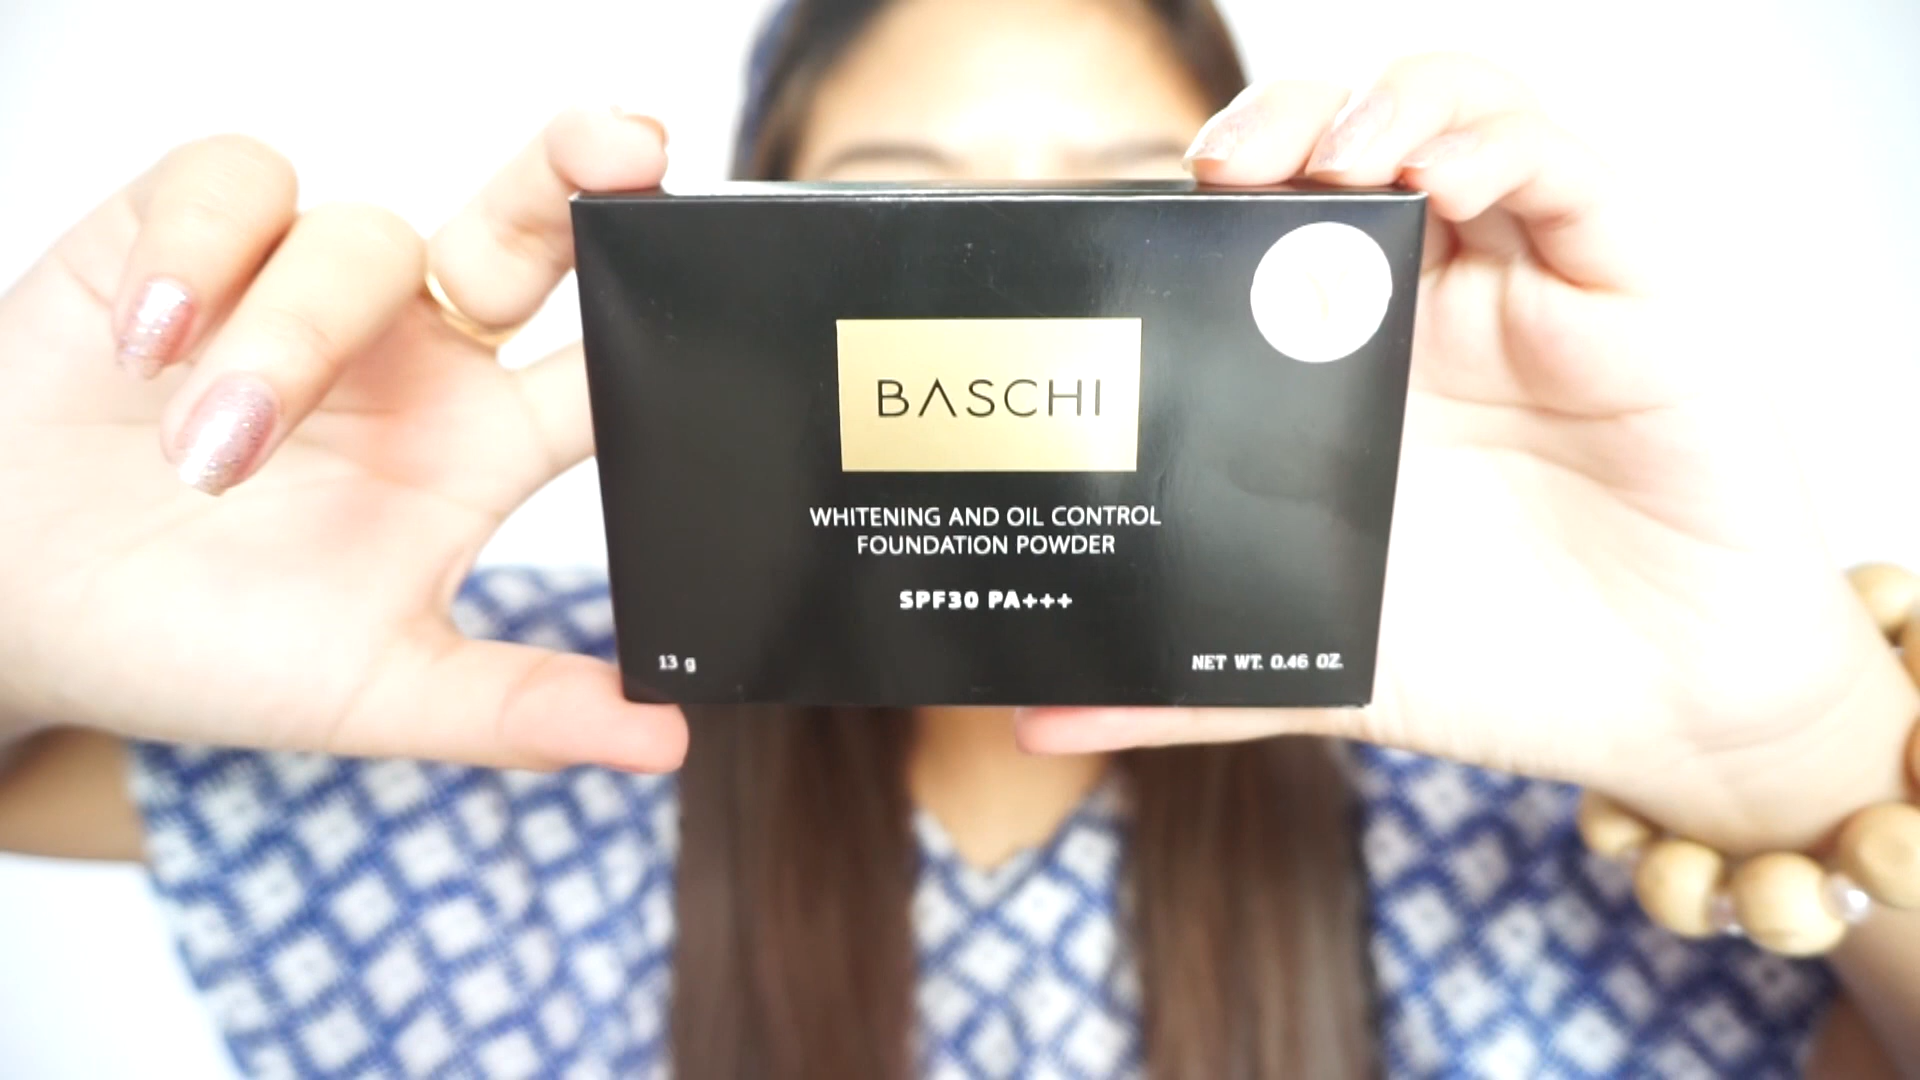 BASCHI
WHITENING AND OIL CONTROL
FOUNDATION POWDER
SPF30 PA+++
13 g
NET WT. 0.46 OZ.